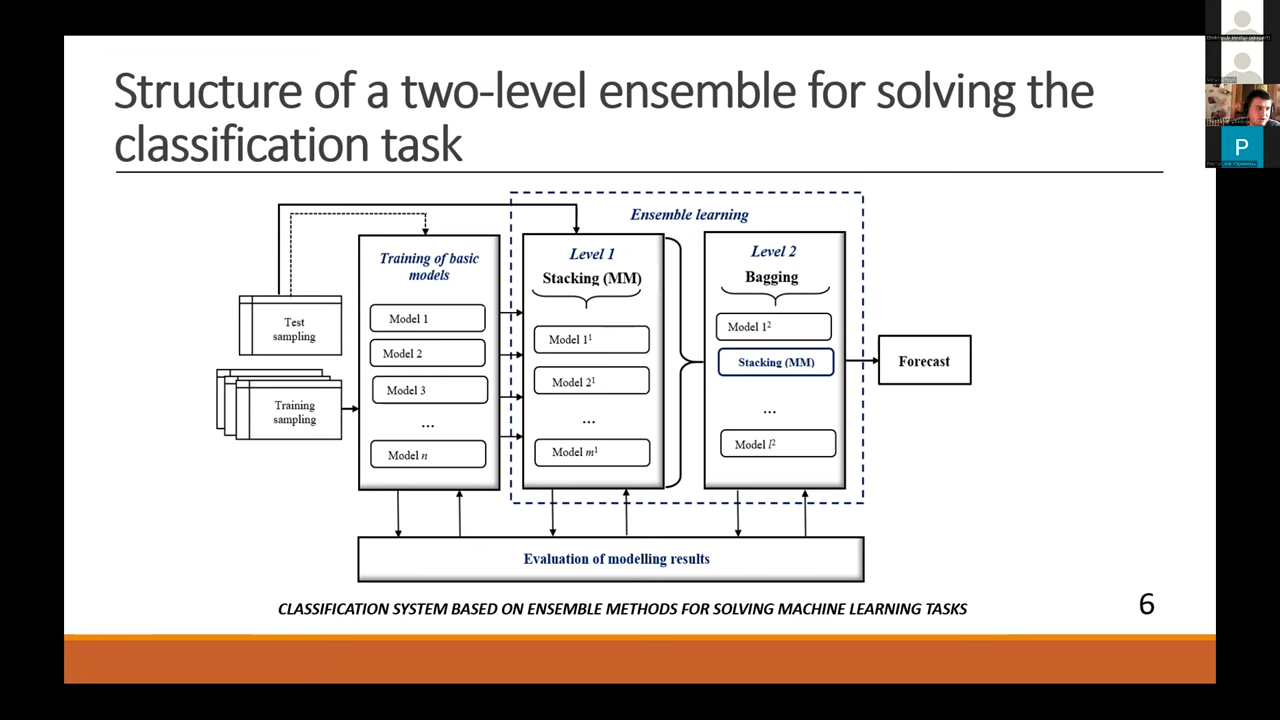 Structure of a two-level ensemble for solving the
classification task
Ensemble learning
Training of basic
models
Model 1
Model 2
Model 3
...
Model n
Level 1
Stacking (MM)
Model 1¹
Model 2¹
...
Model m¹
Level 2
Bagging
Model 1²
Stacking (MM)
...
Model l²
Test
sampling
Training
sampling
Forecast
Evaluation of modelling results
CLASSIFICATION SYSTEM BASED ON ENSEMBLE METHODS FOR SOLVING MACHINE LEARNING TASKS
6
P